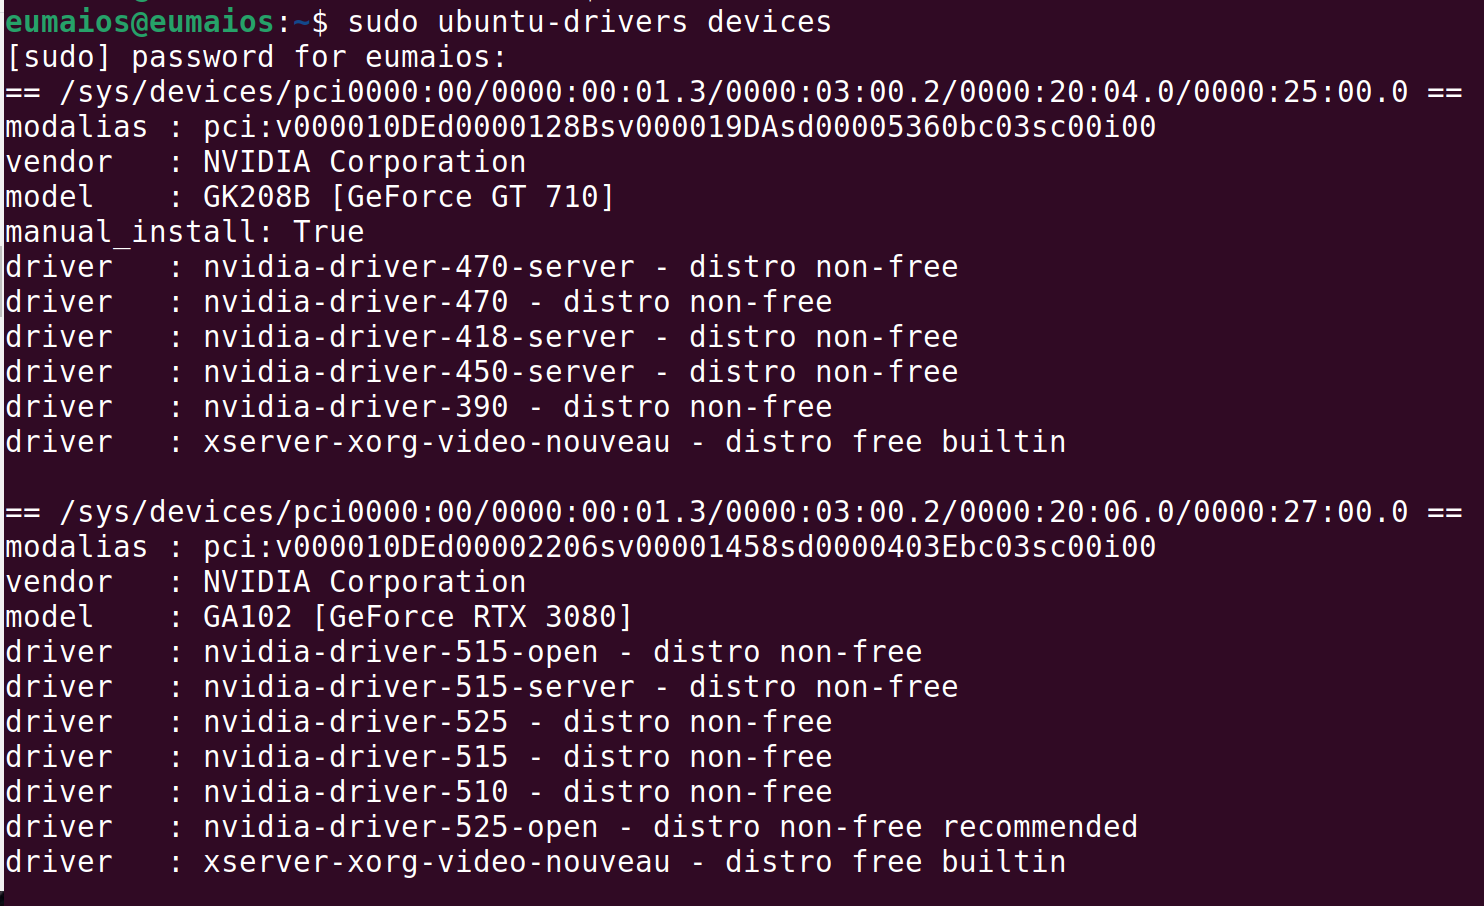 eumaios@eumaios:~$ sudo ubuntu-drivers devices
[sudo] password for eumaios:
== /sys/devices/pci0000:00/0000:00:01.3/0000:03:00.2/0000:20:04.0/0000:25:00.0 ==
modalias : pci:v000010DEd0000128Bsv000019DAsd00005360bc03sc00i00
vendor   : NVIDIA Corporation
model    : GK208B [GeForce GT 710]
manual_install: True
driver   : nvidia-driver-470-server - distro non-free
driver   : nvidia-driver-470 - distro non-free
driver   : nvidia-driver-418-server - distro non-free
driver   : nvidia-driver-450-server - distro non-free
driver   : nvidia-driver-390 - distro non-free
driver   : xserver-xorg-video-nouveau - distro free builtin

== /sys/devices/pci0000:00/0000:00:01.3/0000:03:00.2/0000:20:06.0/0000:27:00.0 ==
modalias : pci:v000010DEd00002206sv00001458sd0000403Ebc03sc00i00
vendor   : NVIDIA Corporation
model    : GA102 [GeForce RTX 3080]
driver   : nvidia-driver-515-open - distro non-free
driver   : nvidia-driver-515-server - distro non-free
driver   : nvidia-driver-525 - distro non-free
driver   : nvidia-driver-515 - distro non-free
driver   : nvidia-driver-510 - distro non-free
driver   : nvidia-driver-525-open - distro non-free recommended
driver   : xserver-xorg-video-nouveau - distro free builtin